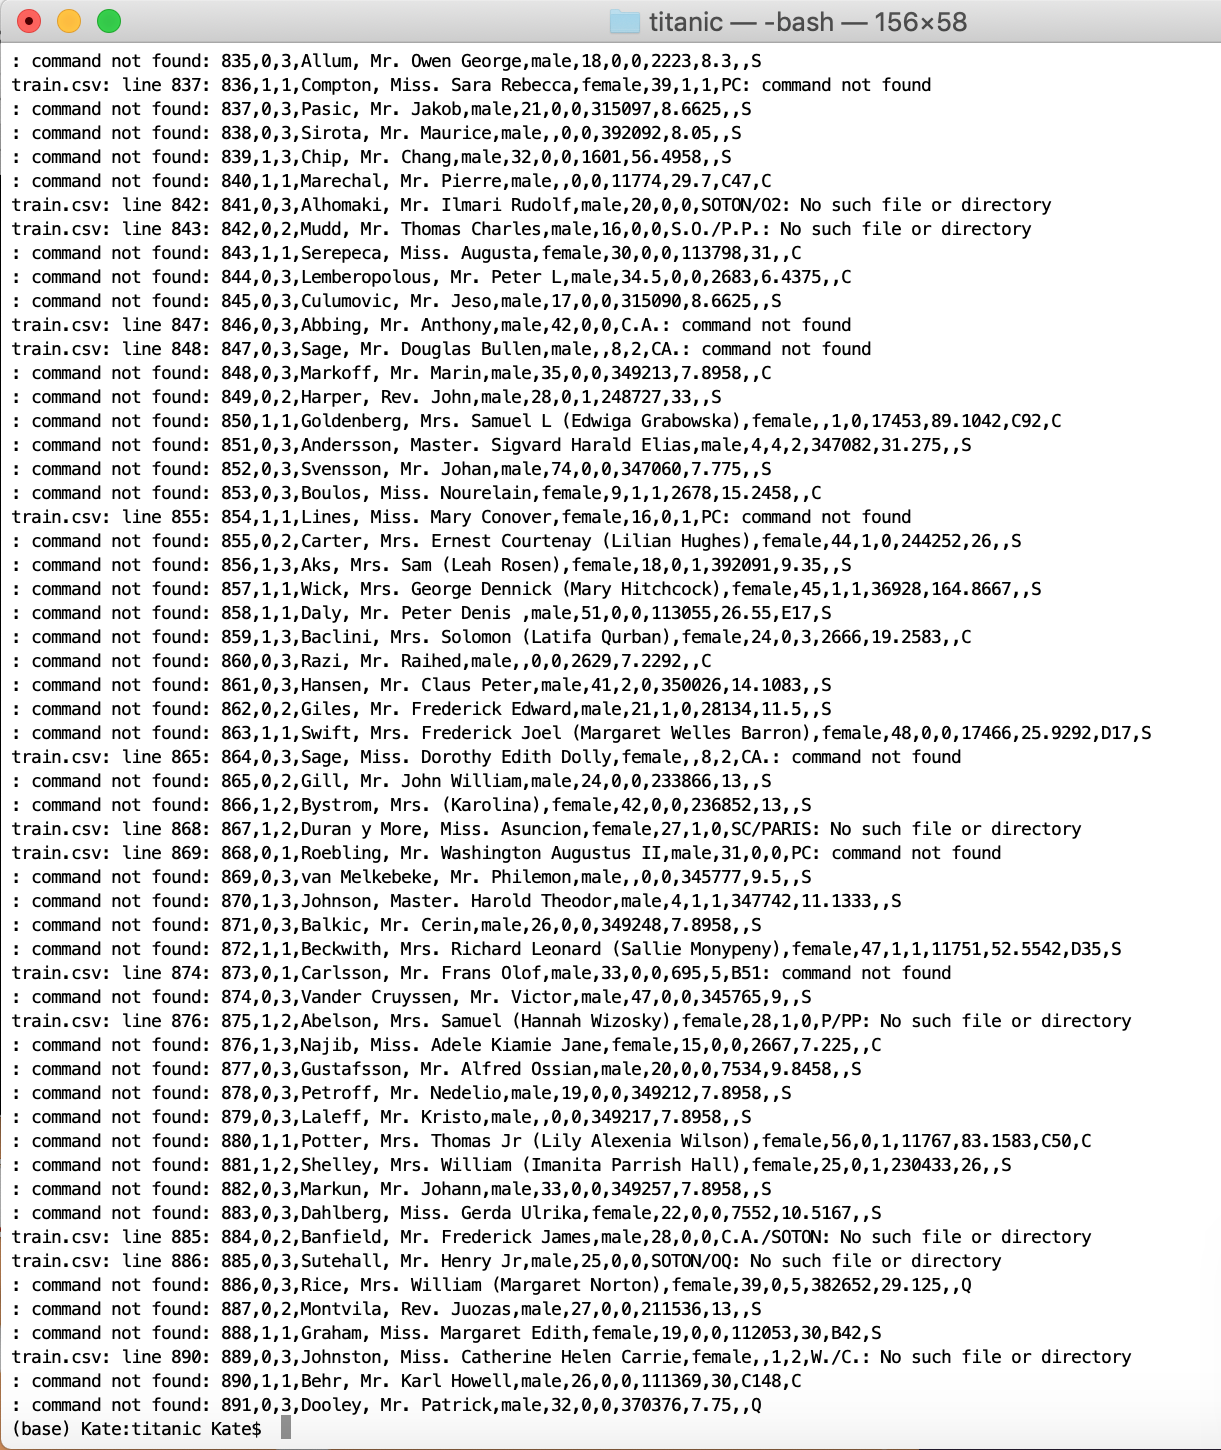 titanic — -bash — 156×58
: command not found: 835,0,3,Allum, Mr. Owen George,male,18,0,0,2223,8.3,,S
train.csv: line 837: 836,1,1,Compton, Miss. Sara Rebecca,female,39,1,1,PC: command not found
: command not found: 837,0,3,Pasic, Mr. Jakob,male,21,0,0,315097,8.6625,,S
: command not found: 838,0,3,Sirota, Mr. Maurice,male,,0,0,392092,8.05,,S
: command not found: 839,1,3,Chip, Mr. Chang,male,32,0,0,1601,56.4958,,S
: command not found: 840,1,1,Marechal, Mr. Pierre,male,,0,0,11774,29.7,C47,C
train.csv: line 842: 841,0,3,Alhomaki, Mr. Ilmari Rudolf,male,20,0,0,SOTON/O2: No such file or directory
train.csv: line 843: 842,0,2,Mudd, Mr. Thomas Charles,male,16,0,0,S.O./P.P.: No such file or directory
: command not found: 843,1,1,Serepeca, Miss. Augusta,female,30,0,0,113798,31,,C
: command not found: 844,0,3,Lemberopolous, Mr. Peter L,male,34.5,0,0,2683,6.4375,,C
: command not found: 845,0,3,Culumovic, Mr. Jeso,male,17,0,0,315090,8.6625,,S
train.csv: line 847: 846,0,3,Abbing, Mr. Anthony,male,42,0,0,C.A.: command not found
train.csv: line 848: 847,0,3,Sage, Mr. Douglas Bullen,male,,8,2,CA.: command not found
: command not found: 848,0,3,Markoff, Mr. Marin,male,35,0,0,349213,7.8958,,C
: command not found: 849,0,2,Harper, Rev. John,male,28,0,1,248727,33,,S
: command not found: 850,1,1,Goldenberg, Mrs. Samuel L (Edwiga Grabowska),female,,1,0,17453,89.1042,C92,C
: command not found: 851,0,3,Andersson, Master. Sigvard Harald Elias,male,4,4,2,347082,31.275,,S
: command not found: 852,0,3,Svensson, Mr. Johan,male,74,0,0,347060,7.775,,S
: command not found: 853,0,3,Boulos, Miss. Nourelain,female,9,1,1,2678,15.2458,,C
train.csv: line 855: 854,1,1,Lines, Miss. Mary Conover,female,16,0,1,PC: command not found
: command not found: 855,0,2,Carter, Mrs. Ernest Courtenay (Lilian Hughes),female,44,1,0,244252,26,,S
: command not found: 856,1,3,Aks, Mrs. Sam (Leah Rosen),female,18,0,1,392091,9.35,,S
: command not found: 857,1,1,Wick, Mrs. George Dennick (Mary Hitchcock),female,45,1,1,36928,164.8667,,S
: command not found: 858,1,1,Daly, Mr. Peter Denis ,male,51,0,0,113055,26.55,E17,S
: command not found: 859,1,3,Baclini, Mrs. Solomon (Latifa Qurban),female,24,0,3,2666,19.2583,,C
: command not found: 860,0,3,Razi, Mr. Raihed,male,,0,0,2629,7.2292,,C
: command not found: 861,0,3,Hansen, Mr. Claus Peter,male,41,2,0,350026,14.1083,,S
: command not found: 862,0,2,Giles, Mr. Frederick Edward,male,21,1,0,28134,11.5,,S
: command not found: 863,1,1,Swift, Mrs. Frederick Joel (Margaret Welles Barron),female,48,0,0,17466,25.9292,D17,S
train.csv: line 865: 864,0,3,Sage, Miss. Dorothy Edith Dolly,female,,8,2,CA.: command not found
: command not found: 865,0,2,Gill, Mr. John William,male,24,0,0,233866,13,,S
: command not found: 866,1,2,Bystrom, Mrs. (Karolina),female,42,0,0,236852,13,,S
train.csv: line 868: 867,1,2,Duran y More, Miss. Asuncion,female,27,1,0,SC/PARIS: No such file or directory
train.csv: line 869: 868,0,1,Roebling, Mr. Washington Augustus II,male,31,0,0,PC: command not found
: command not found: 869,0,3,van Melkebeke, Mr. Philemon,male,,0,0,345777,9.5,,S
: command not found: 870,1,3,Johnson, Master. Harold Theodor,male,4,1,1,347742,11.1333,,S
: command not found: 871,0,3,Balkic, Mr. Cerin,male,26,0,0,349248,7.8958,,S
: command not found: 872,1,1,Beckwith, Mrs. Richard Leonard (Sallie Monypeny),female,47,1,1,11751,52.5542,D35,S
train.csv: line 874: 873,0,1,Carlsson, Mr. Frans Olof,male,33,0,0,695,5,B51: command not found
: command not found: 874,0,3,Vander Cruyssen, Mr. Victor,male,47,0,0,345765,9,,S
train.csv: line 876: 875,1,2,Abelson, Mrs. Samuel (Hannah Wizosky),female,28,1,0,P/PP: No such file or directory
: command not found: 876,1,3,Najib, Miss. Adele Kiamie Jane,female,15,0,0,2667,7.225,,C
: command not found: 877,0,3,Gustafsson, Mr. Alfred Ossian,male,20,0,0,7534,9.8458,,S
: command not found: 878,0,3,Petroff, Mr. Nedelio,male,19,0,0,349212,7.8958,,S
: command not found: 879,0,3,Laleff, Mr. Kristo,male,,0,0,349217,7.8958,,S
: command not found: 880,1,1,Potter, Mrs. Thomas Jr (Lily Alexenia Wilson),female,56,0,1,11767,83.1583,C50,C
: command not found: 881,1,2,Shelley, Mrs. William (Imanita Parrish Hall),female,25,0,1,230433,26,,S
: command not found: 882,0,3,Markun, Mr. Johann,male,33,0,0,349257,7.8958,,S
: command not found: 883,0,3,Dahlberg, Miss. Gerda Ulrika,female,22,0,0,7552,10.5167,,S
train.csv: line 885: 884,0,2,Banfield, Mr. Frederick James,male,28,0,0,C.A./SOTON: No such file or directory
train.csv: line 886: 885,0,3,Sutehall, Mr. Henry Jr,male,25,0,0,SOTON/OQ: No such file or directory
: command not found: 886,0,3,Rice, Mrs. William (Margaret Norton),female,39,0,5,382652,29.125,,Q
: command not found: 887,0,2,Montvila, Rev. Juozas,male,27,0,0,211536,13,,S
: command not found: 888,1,1,Graham, Miss. Margaret Edith,female,19,0,0,112053,30,B42,S
train.csv: line 890: 889,0,3,Johnston, Miss. Catherine Helen Carrie,female,,1,2,W./C.: No such file or directory
: command not found: 890,1,1,Behr, Mr. Karl Howell,male,26,0,0,111369,30,C148,C
: command not found: 891,0,3,Dooley, Mr. Patrick,male,32,0,0,370376,7.75,,Q
(base) Kate:titanic Kate$